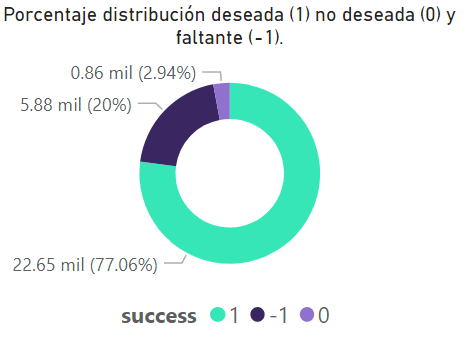 Porcentaje distribución deseada (1) no deseada (0) y
faltante (-1).
0.86 mil (2.94%)
5.88 mil (20%)
22.65 mil (77.06%)
success 1 -1 0